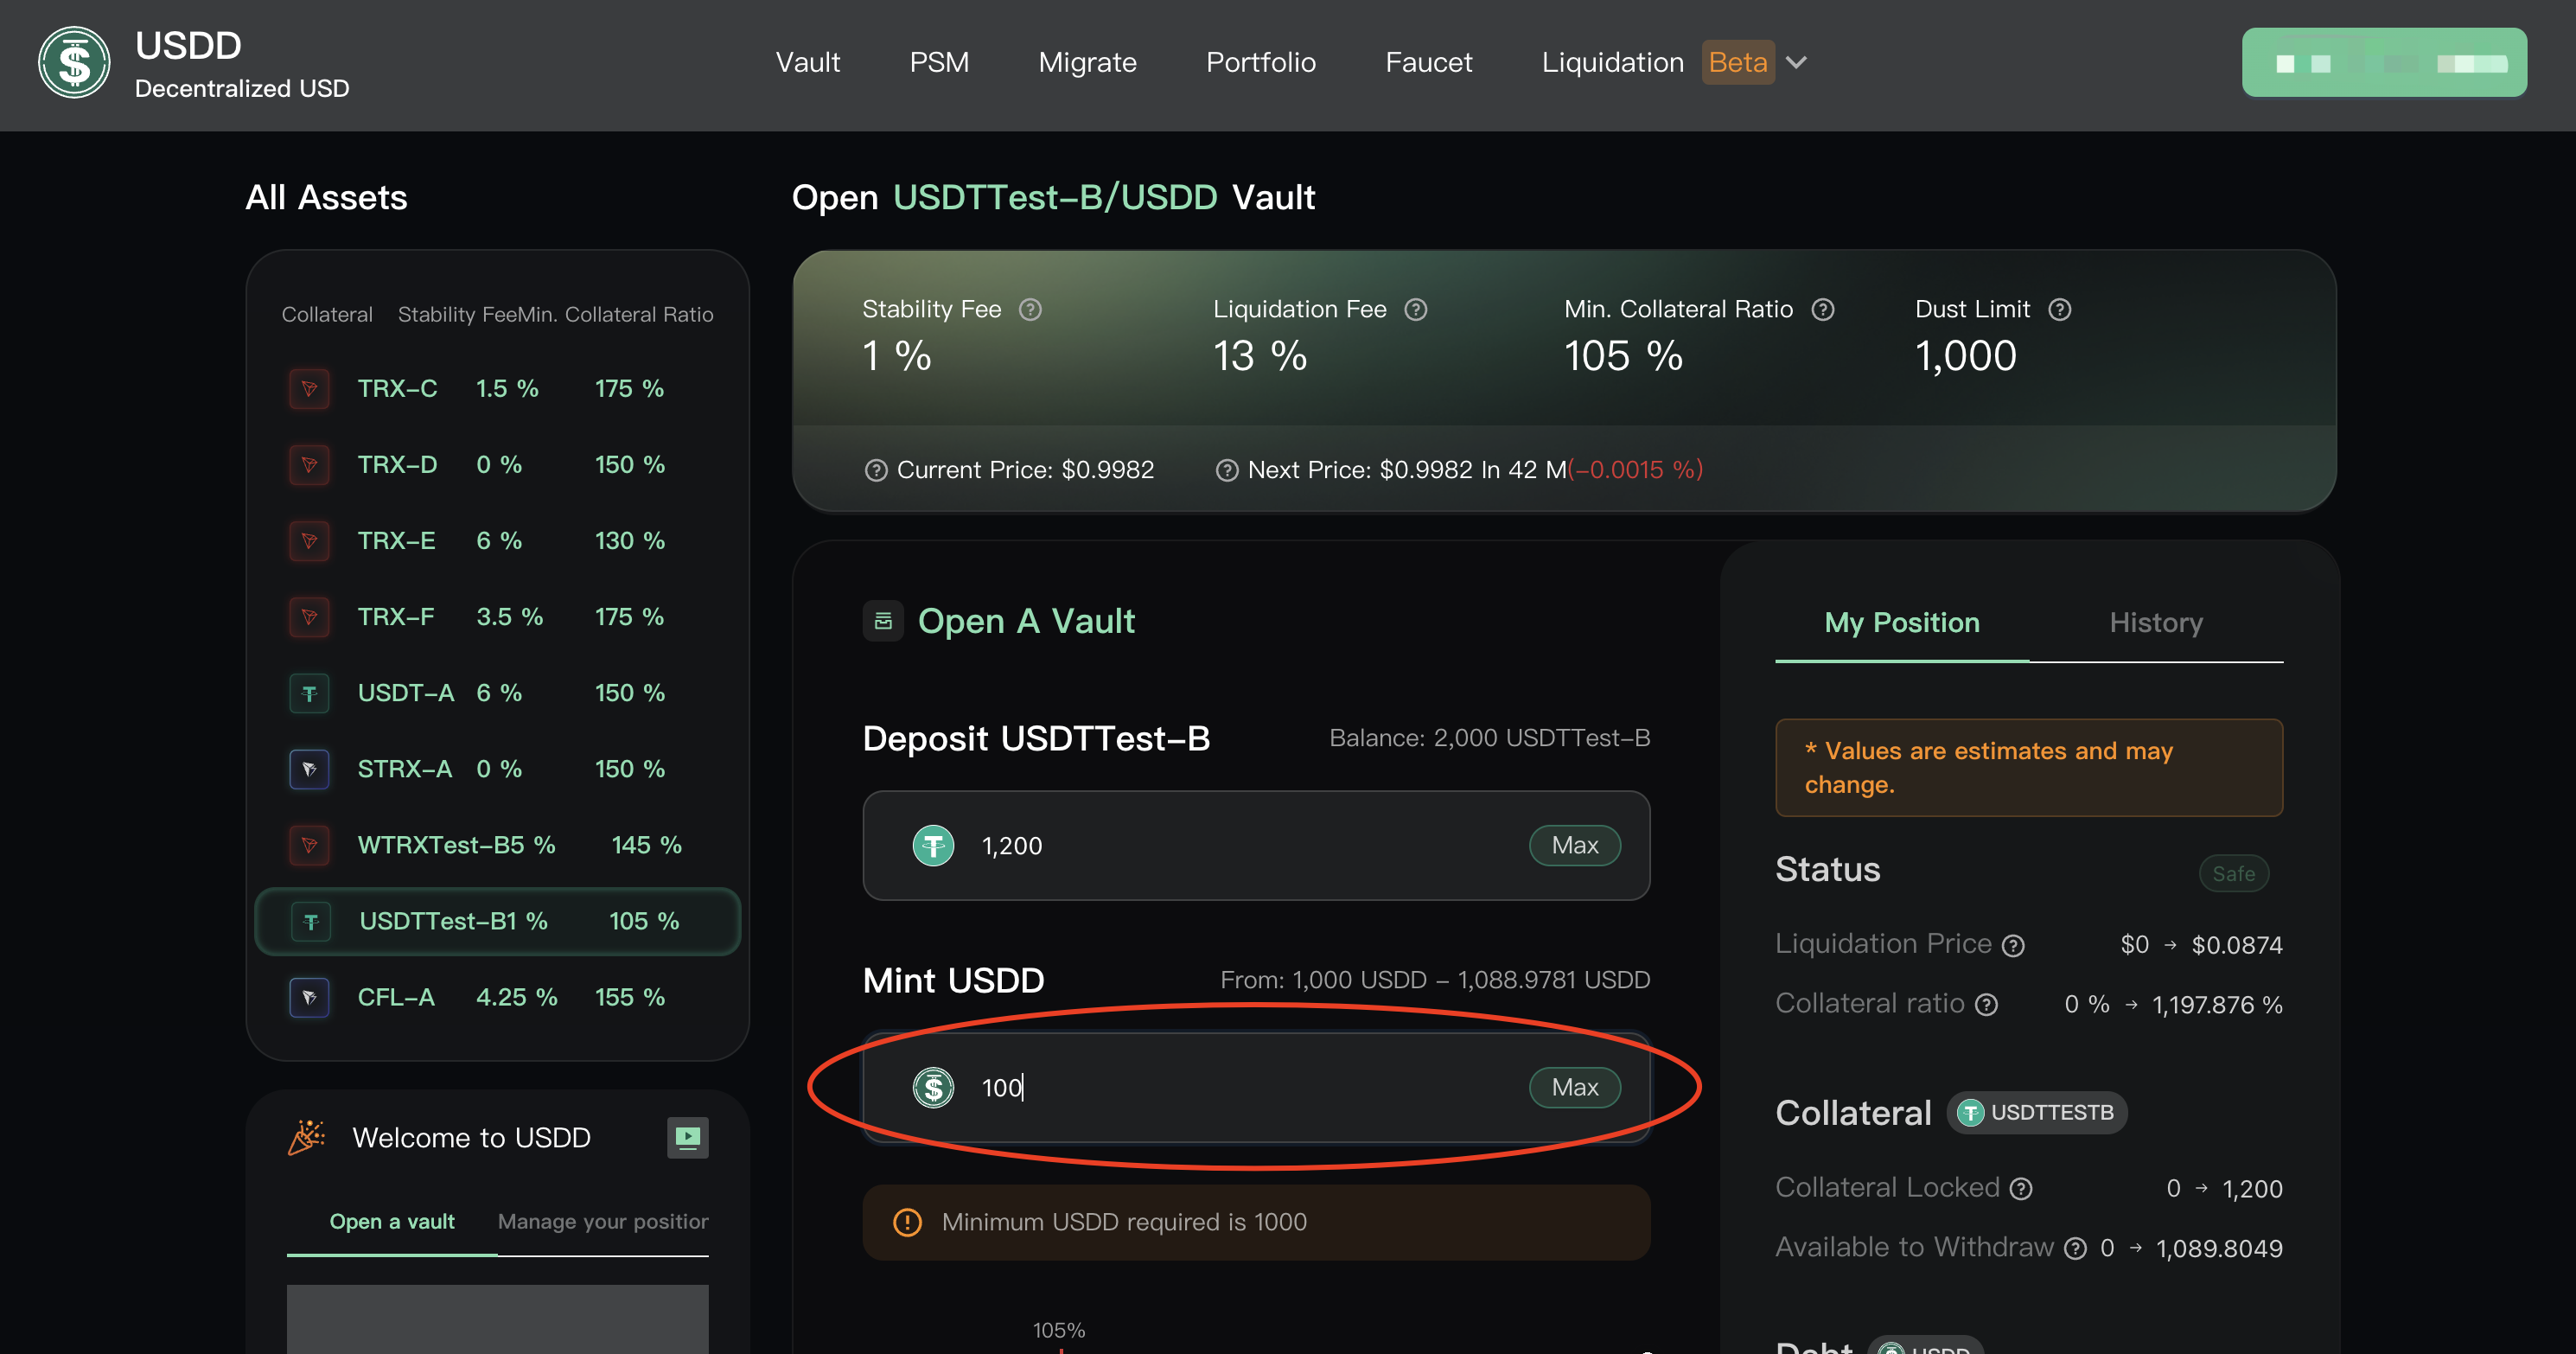 USDD
Decentralized USD
Vault
PSM
Migrate
Portfolio
Faucet
Liquidation Beta
All Assets
Collateral Stability FeeMin. Collateral Ratio
TRX-C 1.5 % 175 %
TRX-D 0 % 150 %
TRX-E 6 % 130 %
TRX-F 3.5 % 175 %
USDT-A 6 % 150 %
STRX-A 0 % 150 %
WTRXTest-B5 % 145 %
USDTTest-B1 % 105 %
CFL-A 4.25 % 155 %
Welcome to USDD
Open a vault Manage your position
Open USDTTest-B/USDD Vault
Stability Fee ?
1 %
Liquidation Fee ?
13 %
Min. Collateral Ratio ?
105 %
Dust Limit ?
1,000
? Current Price: $0.9982
? Next Price: $0.9982 In 42 M(-0.0015 %)
Open A Vault
Deposit USDTTest-B Balance: 2,000 USDTTest-B
1,200 Max
Mint USDD From: 1,000 USDD – 1,088.9781 USDD
100 Max
Minimum USDD required is 1000
105%
My Position History
* Values are estimates and may
change.
Status Safe
Liquidation Price ? $0 → $0.0874
Collateral ratio ? 0 % → 1,197.876 %
Collateral USDTTESTB
Collateral Locked ? 0 → 1,200
Available to Withdraw ? 0 → 1,089.8049
Debt USDD